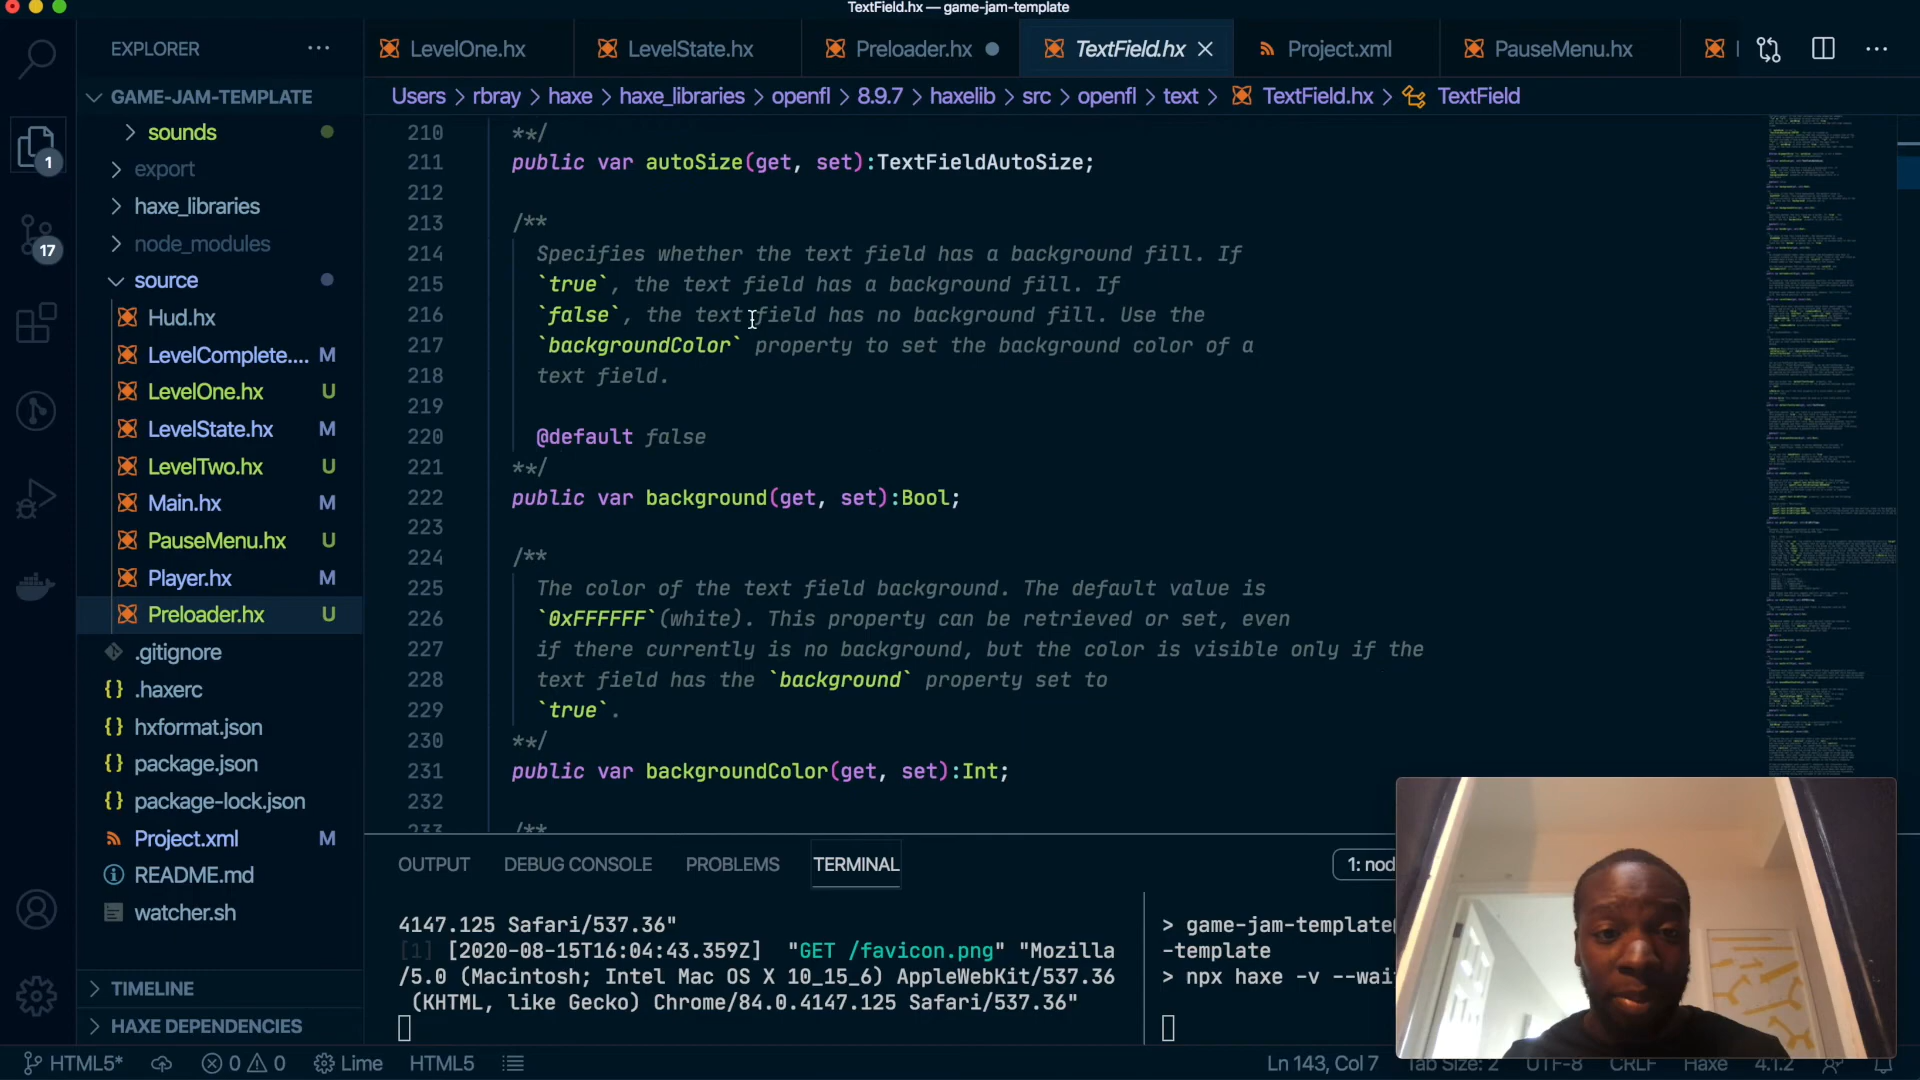 TextField.hx — game-jam-template
EXPLORER
LevelOne.hx
LevelState.hx
Preloader.hx
TextField.hx
Project.xml
PauseMenu.hx
GAME-JAM-TEMPLATE
Users > rbray > haxe > haxe_libraries > openfl > 8.9.7 > haxelib > src > openfl > text > TextField.hx > TextField
sounds
export
haxe_libraries
node_modules
source
Hud.hx
LevelComplete.... M
LevelOne.hx U
LevelState.hx M
LevelTwo.hx U
Main.hx M
PauseMenu.hx U
Player.hx M
Preloader.hx U
.gitignore
.haxerc
hxformat.json
package.json
package-lock.json
Project.xml M
README.md
watcher.sh
TIMELINE
HAXE DEPENDENCIES
1
17
210 **/
211 public var autoSize(get, set):TextFieldAutoSize;
212
213 /**
214 Specifies whether the text field has a background fill. If
215 `true`, the text field has a background fill. If
216 `false`, the text field has no background fill. Use the
217 `backgroundColor` property to set the background color of a
218 text field.
219
220 @default false
221 **/
222 public var background(get, set):Bool;
223
224 /**
225 The color of the text field background. The default value is
226 `0xFFFFFF`(white). This property can be retrieved or set, even
227 if there currently is no background, but the color is visible only if the
228 text field has the `background` property set to
229 `true`.
230 **/
231 public var backgroundColor(get, set):Int;
232
233 /**
OUTPUT DEBUG CONSOLE PROBLEMS TERMINAL
1: nod
4147.125 Safari/537.36"
[1] [2020-08-15T16:04:43.359Z] "GET /favicon.png" "Mozilla
/5.0 (Macintosh; Intel Mac OS X 10_15_6) AppleWebKit/537.36
(KHTML, like Gecko) Chrome/84.0.4147.125 Safari/537.36"
> game-jam-template
-template
> npx haxe -v --wai
HTML5* 0 0 Lime HTML5
Ln 143, Col 7 Tab Size: 2 UTF-8 CRLF Haxe 4.1.2